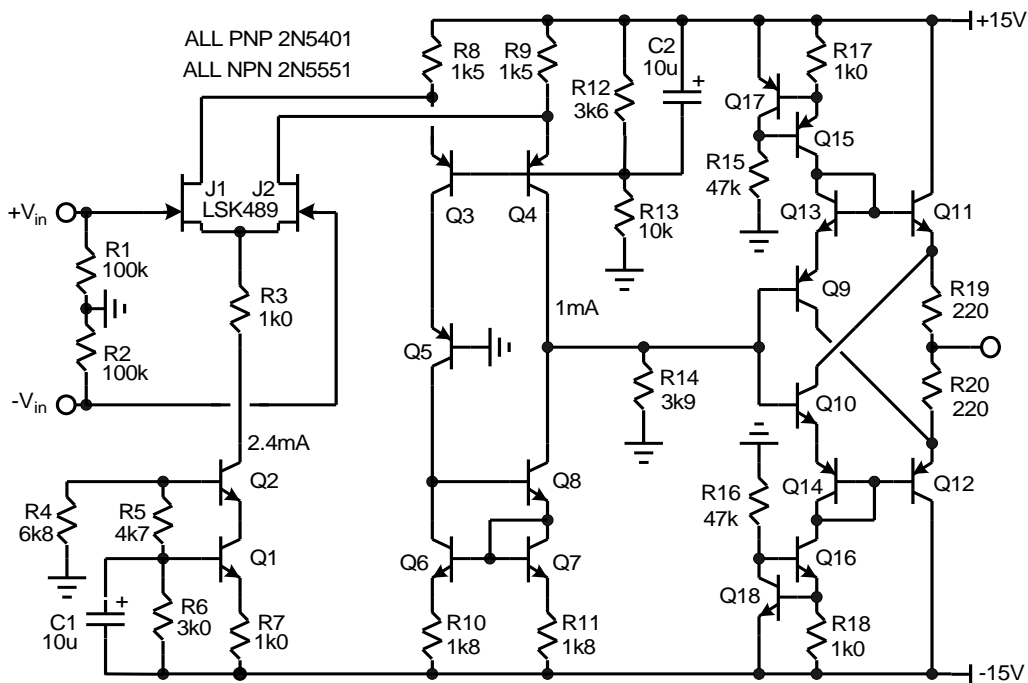 ALL PNP 2N5401
ALL NPN 2N5551
R8
1k5
R9
1k5
R12
3k6
C2
10u
+
+15V
R17
1k0
Q17
Q15
R15
47k
J1
J2
LSK489
Q3
Q4
R13
10k
Q13
Q11
+Vin
R1
100k
R2
100k
-Vin
R3
1k0
1mA
Q9
R19
220
Q5
R14
3k9
R20
220
Q10
2.4mA
Q2
Q8
R16
47k
Q14
Q12
R4
6k8
R5
4k7
Q1
Q6
Q7
Q16
Q18
C1
10u
+
R6
3k0
R7
1k0
R10
1k8
R11
1k8
R18
1k0
-15V